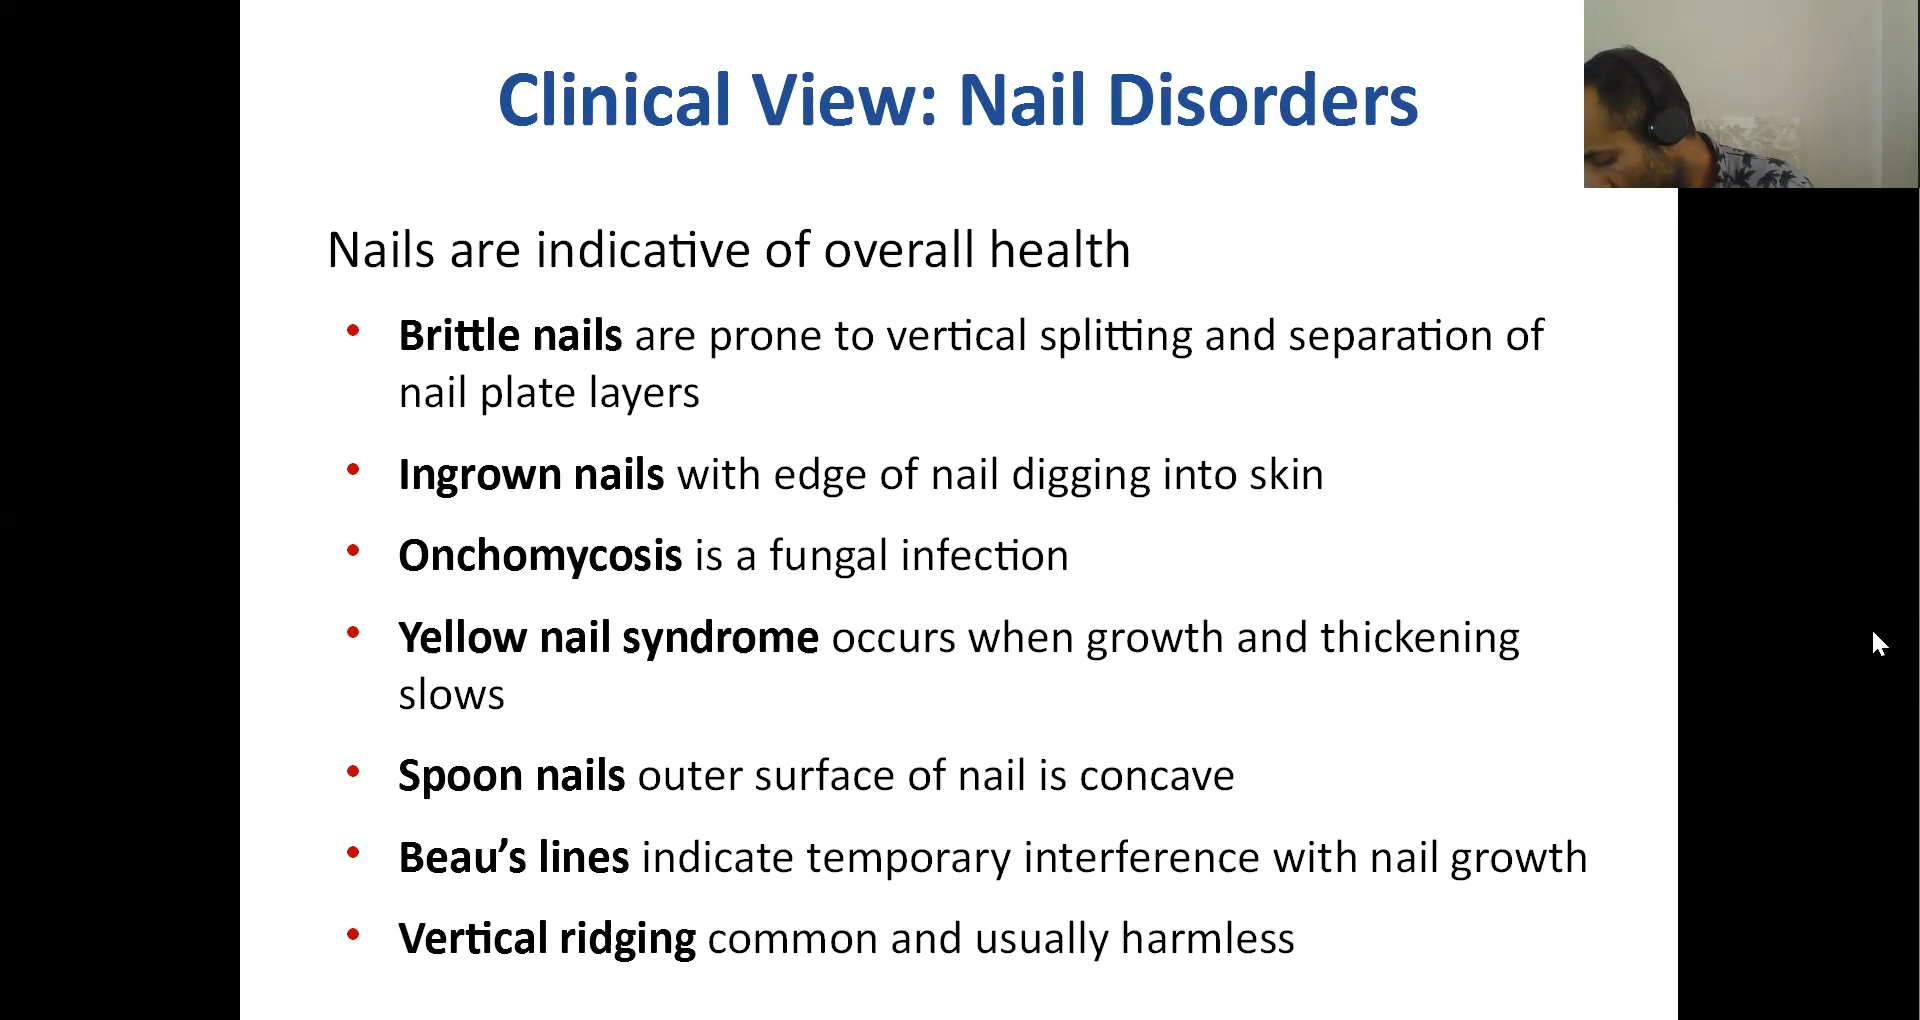 Clinical View: Nail Disorders
Nails are indicative of overall health
• Brittle nails are prone to vertical splitting and separation of
nail plate layers
• Ingrown nails with edge of nail digging into skin
• Onchomycosis is a fungal infection
• Yellow nail syndrome occurs when growth and thickening
slows
• Spoon nails outer surface of nail is concave
• Beau’s lines indicate temporary interference with nail growth
• Vertical ridging common and usually harmless